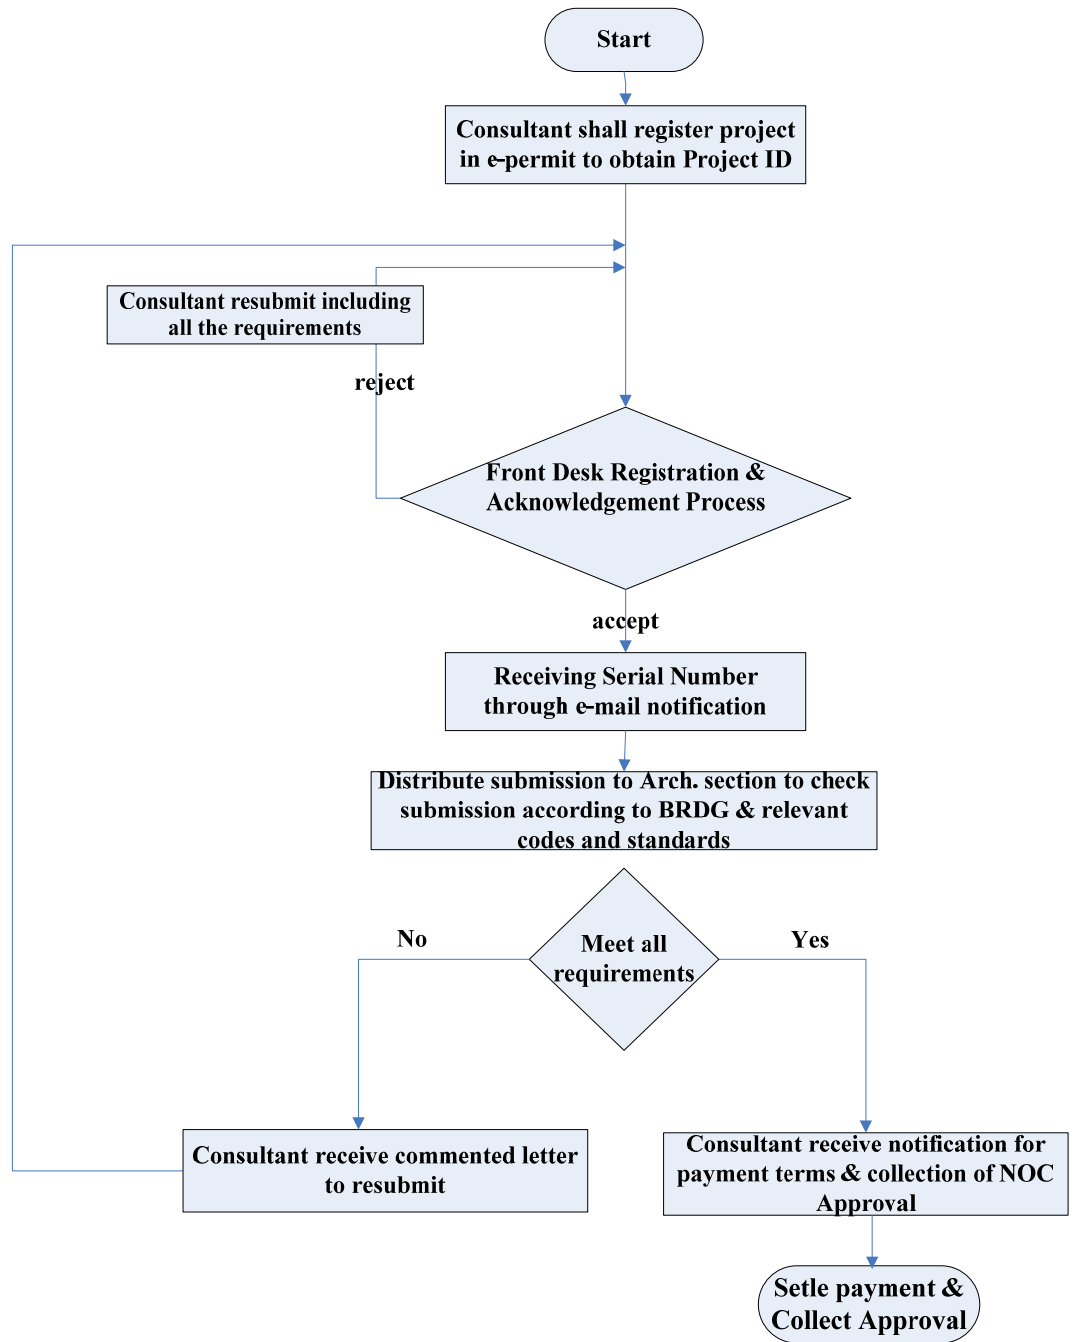 Start
Consultant shall register project
in e-permit to obtain Project ID
Consultant resubmit including
all the requirements
reject
Front Desk Registration &
Acknowledgement Process
accept
Receiving Serial Number
through e-mail notification
Distribute submission to Arch. section to check
submission according to BRDG & relevant
codes and standards
No
Meet all
requirements
Yes
Consultant receive commented letter
to resubmit
Consultant receive notification for
payment terms & collection of NOC
Approval
Setle payment &
Collect Approval